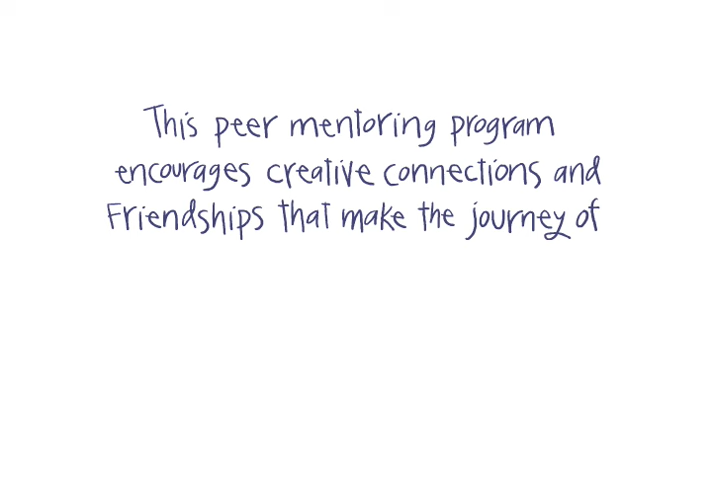 This peer mentoring program
encourages creative connections and
Friendships that make the journey of